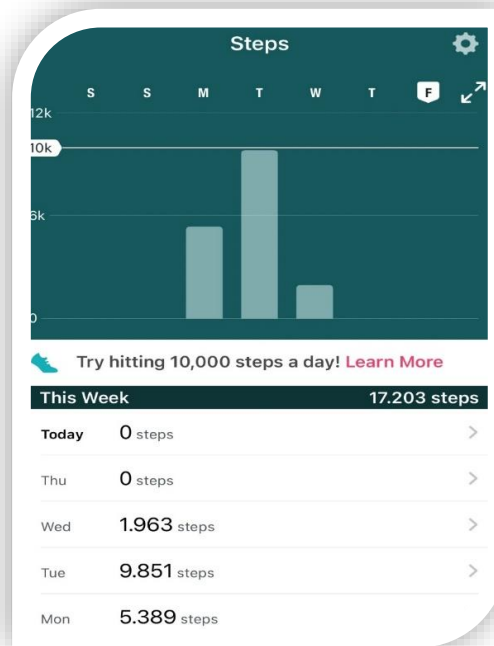 Steps
S S M T W T F
12k
10k
6k
0
Try hitting 10,000 steps a day! Learn More
This Week 17.203 steps
Today 0 steps
Thu 0 steps
Wed 1.963 steps
Tue 9.851 steps
Mon 5.389 steps